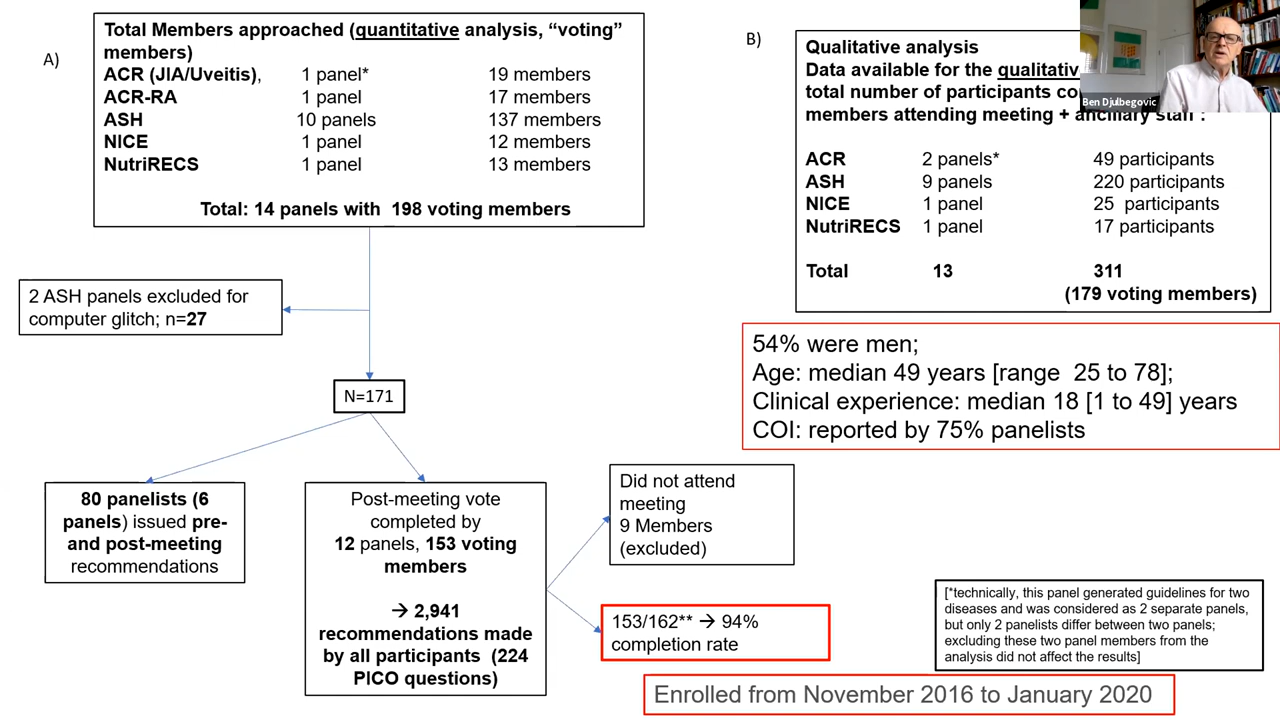 A)
Total Members approached (quantitative analysis, “voting”
members)
ACR (JIA/Uveitis), 1 panel* 19 members
ACR-RA 1 panel 17 members
ASH 10 panels 137 members
NICE 1 panel 12 members
NutriRECS 1 panel 13 members
Total: 14 panels with 198 voting members
2 ASH panels excluded for
computer glitch; n=27
N=171
80 panelists (6
panels) issued pre-
and post-meeting
recommendations
Post-meeting vote
completed by
12 panels, 153 voting
members
→ 2,941
recommendations made
by all participants (224
PICO questions)
Did not attend
meeting
9 Members
(excluded)
153/162** → 94%
completion rate
B)
Qualitative analysis
Data available for the qualitativ
total number of participants co
members attending meeting + ancillary staff :
ACR 2 panels* 49 participants
ASH 9 panels 220 participants
NICE 1 panel 25 participants
NutriRECS 1 panel 17 participants
Total 13 311
(179 voting members)
Ben Djulbegovic
54% were men;
Age: median 49 years [range 25 to 78];
Clinical experience: median 18 [1 to 49] years
COI: reported by 75% panelists
[*technically, this panel generated guidelines for two
diseases and was considered as 2 separate panels,
but only 2 panelists differ between two panels;
excluding these two panel members from the
analysis did not affect the results]
Enrolled from November 2016 to January 2020